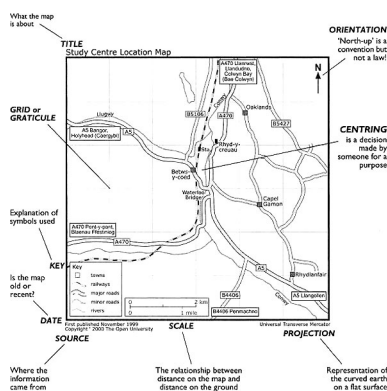 What the map
is about
TITLE
Study Centre Location Map
ORIENTATION
'North-up' is a
convention but
not a law!
A470 Llanrwst,
Llandudno,
Colwyn Bay
(Bae Colwyn)
N
GRID or
GRATICULE
Conwy
Oaklands
B5106
A470
B5427
Llugwy
A5 Bangor,
Holyhead (Caergybi)
A5
Sta.
Rhyd-y-
creuau
CENTRING
is a decision
made by
someone for a
purpose
Betws-
y-coed
Waterloo
Bridge
Capel
Garmon
Explanation of
symbols used
A470 Pont-y-pant,
Blaenau Ffestiniog
A470
KEY
Key
towns
railways
major roads
minor roads
rivers
A5
Rhydlanfair
A5 Llangollen
B4406
Conwy
B4406 Penmachno
0 2 km
0 1 mile
Is the map
old or
recent?
DATE
First published November 1999
Copyright 2000 The Open University
Universal Transverse Mercator
SOURCE
SCALE
PROJECTION
Where the
information
came from
The relationship between
distance on the map and
distance on the ground
Representation of
the curved earth
on a flat surface